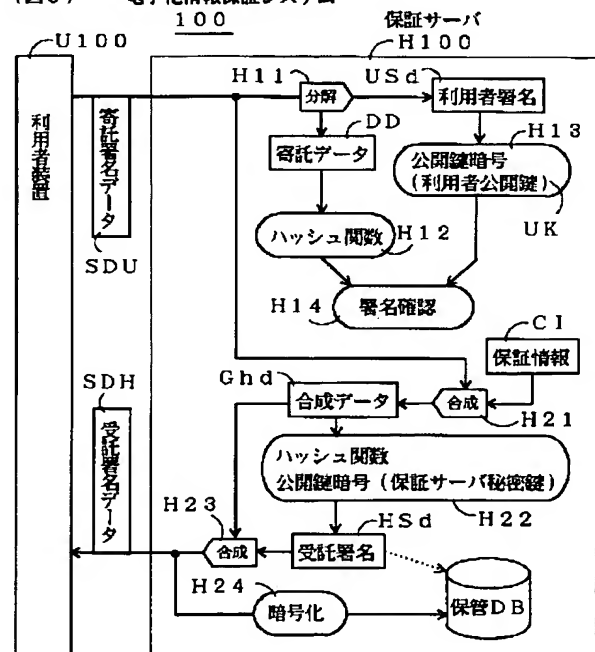 100
保証サーバ
U100
H100
H11
USd
分解
利用者署名
DD
寄託データ
H13
公開鍵暗号
(利用者公開鍵)
利用者装置
寄託署名データ
ハッシュ関数
H12
UK
SDU
H14
署名確認
CI
保証情報
SDH
Ghd
合成データ
合成
H21
受託署名データ
ハッシュ関数
公開鍵暗号(保証サーバ秘密鍵)
H23
HSd
H22
合成
受託署名
H24
暗号化
保管DB